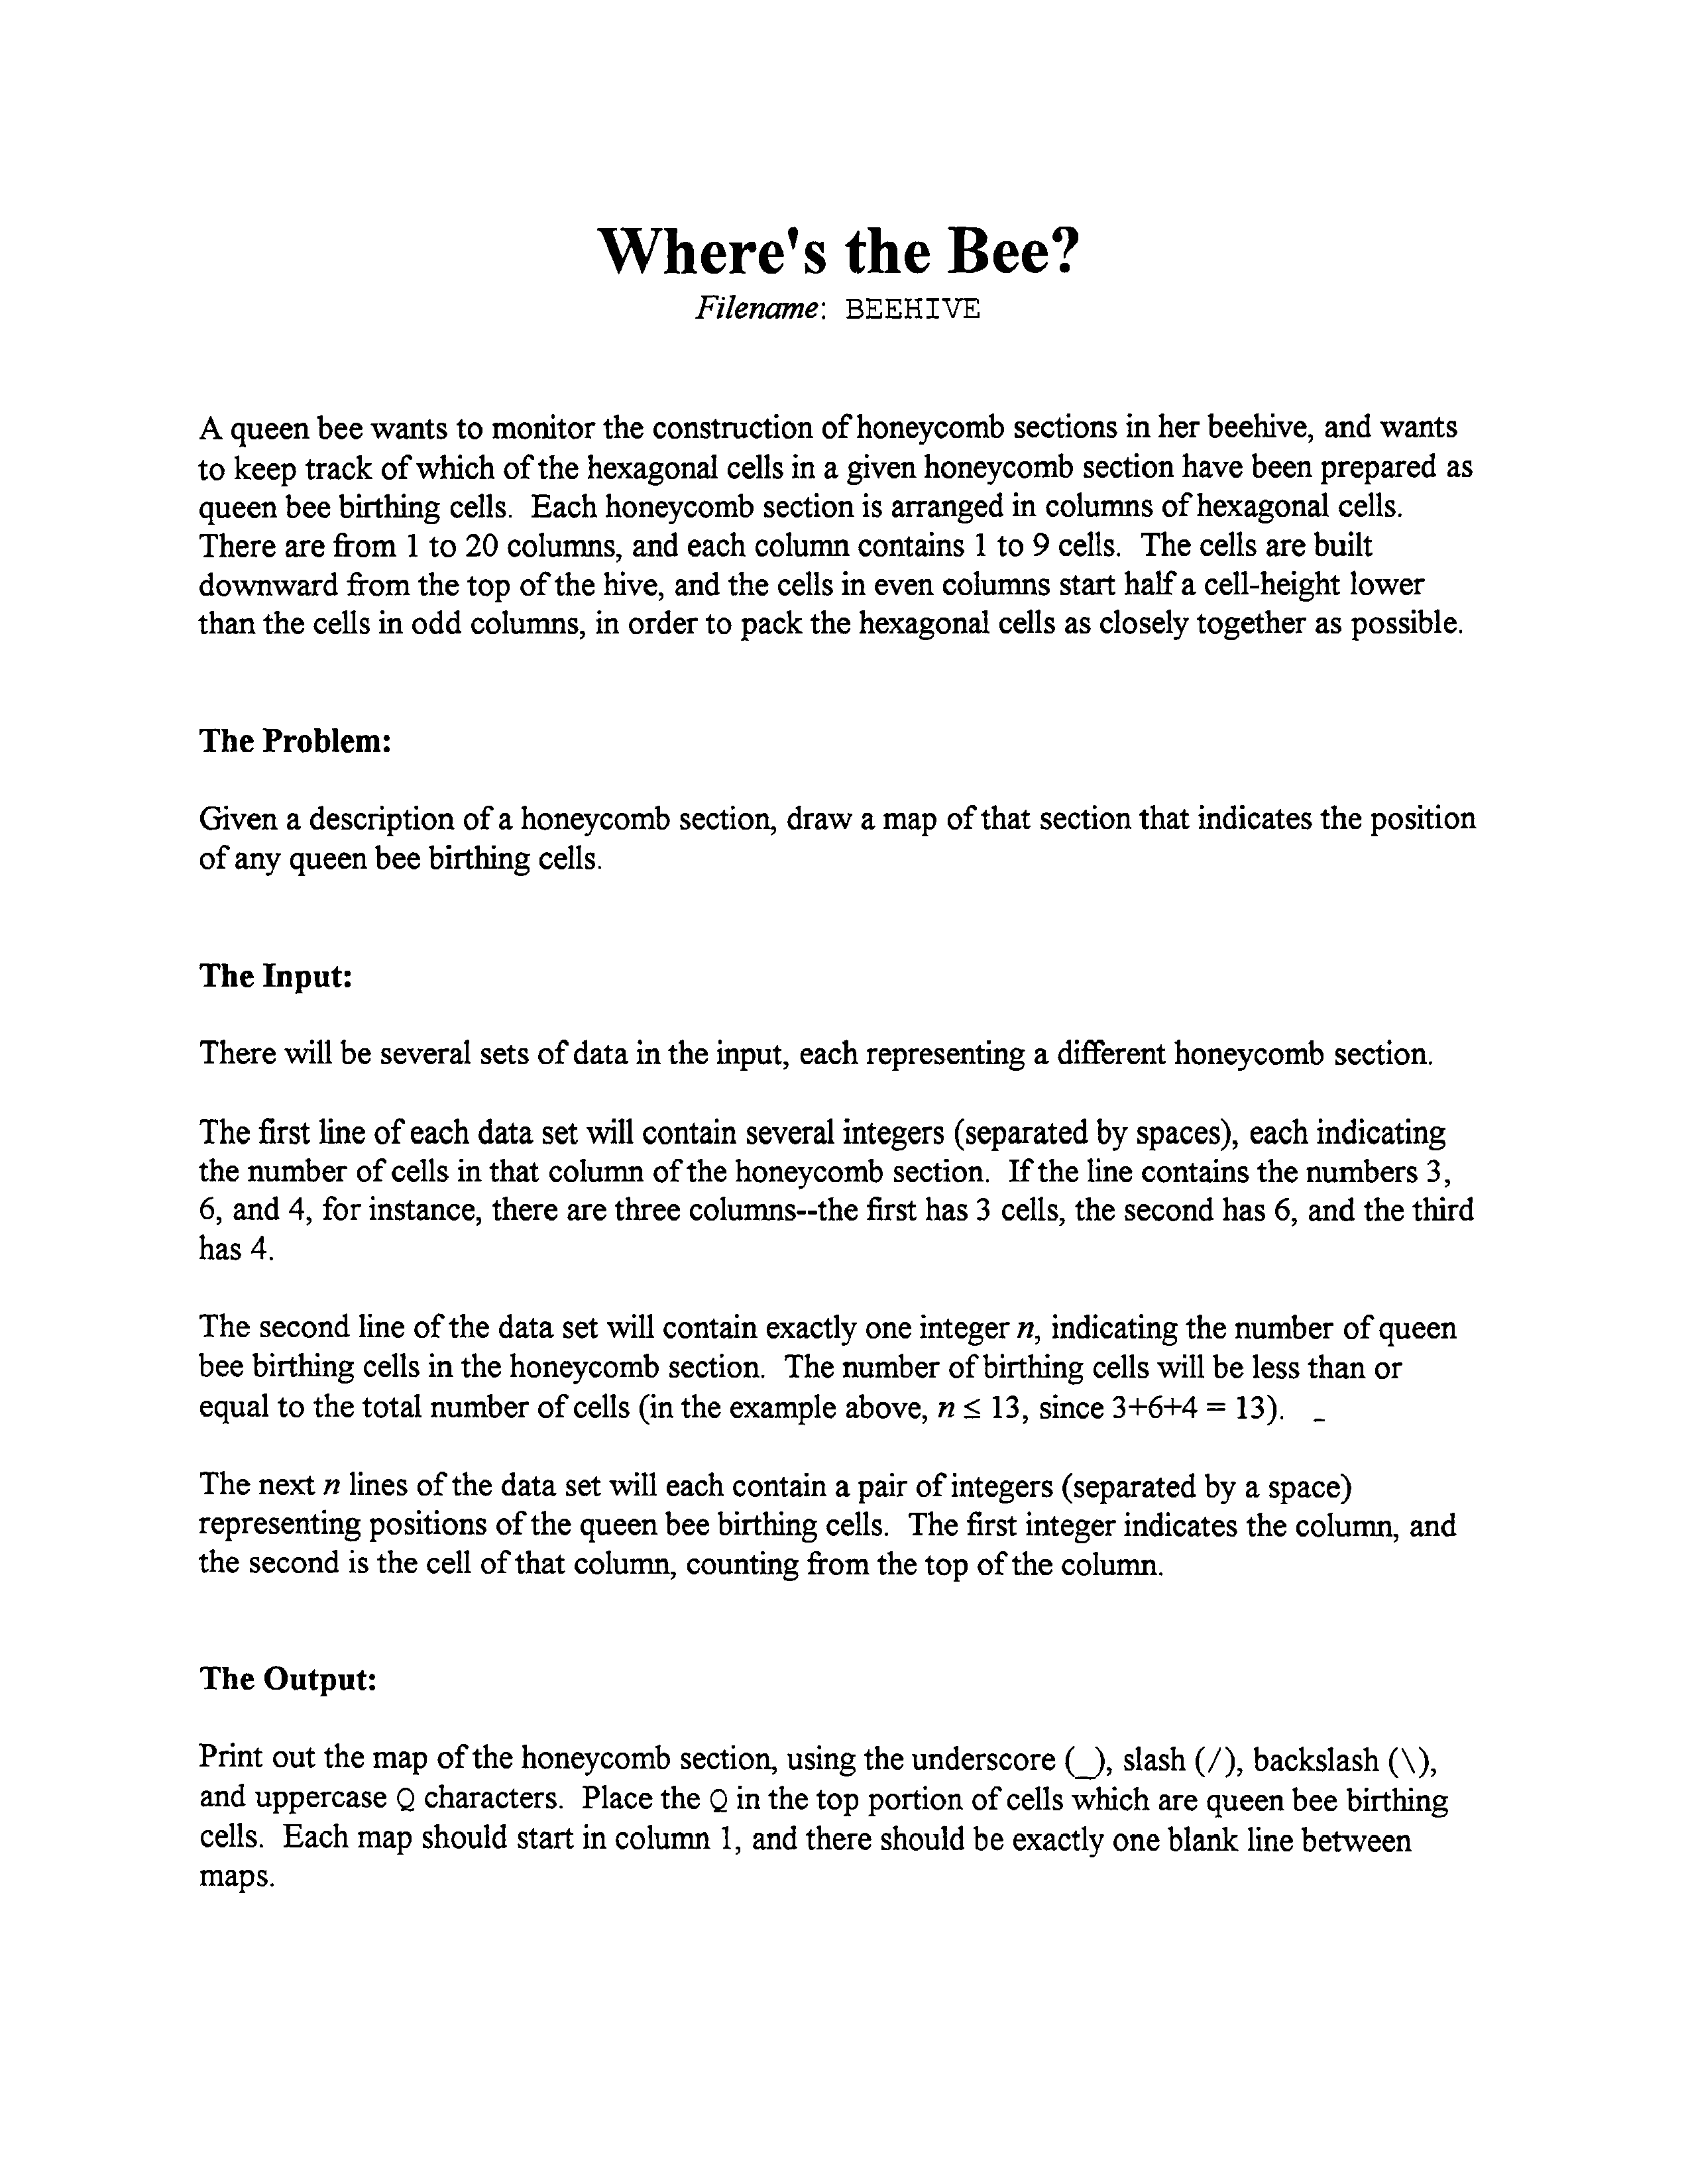 Where's the Bee?
Filename: BEEHIVE
A queen bee wants to monitor the construction of honeycomb sections in her beehive, and wants
to keep track of which of the hexagonal cells in a given honeycomb section have been prepared as
queen bee birthing cells. Each honeycomb section is arranged in columns of hexagonal cells.
There are from 1 to 20 columns, and each column contains 1 to 9 cells. The cells are built
downward from the top of the hive, and the cells in even columns start half a cell-height lower
than the cells in odd columns, in order to pack the hexagonal cells as closely together as possible.
The Problem:
Given a description of a honeycomb section, draw a map of that section that indicates the position
of any queen bee birthing cells.
The Input:
There will be several sets of data in the input, each representing a different honeycomb section.
The first line of each data set will contain several integers (separated by spaces), each indicating
the number of cells in that column of the honeycomb section. If the line contains the numbers 3,
6, and 4, for instance, there are three columns--the first has 3 cells, the second has 6, and the third
has 4.
The second line of the data set will contain exactly one integer n, indicating the number of queen
bee birthing cells in the honeycomb section. The number of birthing cells will be less than or
equal to the total number of cells (in the example above, n ≤ 13, since 3+6+4 = 13).
The next n lines of the data set will each contain a pair of integers (separated by a space)
representing positions of the queen bee birthing cells. The first integer indicates the column, and
the second is the cell of that column, counting from the top of the column.
The Output:
Print out the map of the honeycomb section, using the underscore (_), slash (/), backslash (\),
and uppercase Q characters. Place the Q in the top portion of cells which are queen bee birthing
cells. Each map should start in column 1, and there should be exactly one blank line between
maps.